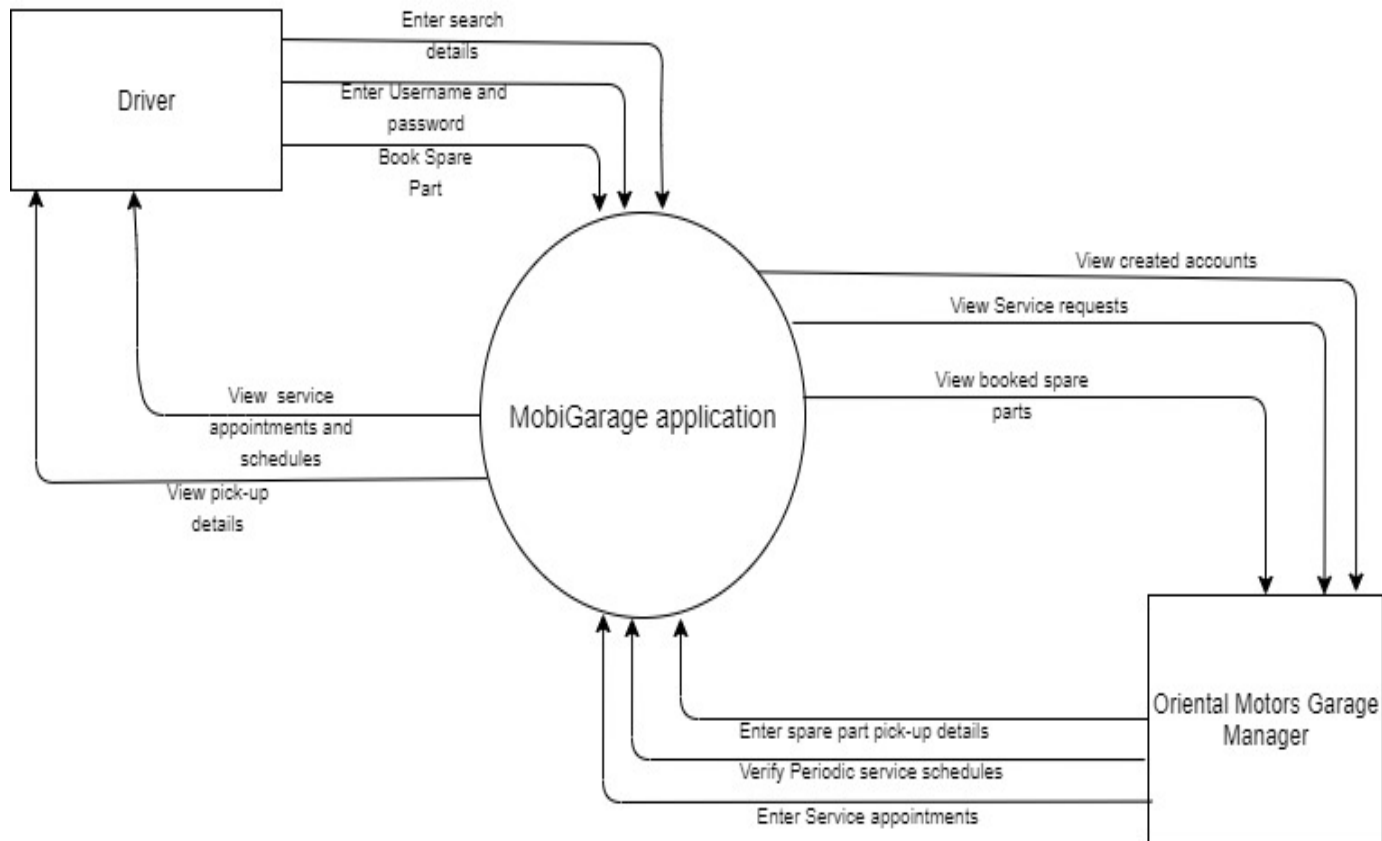 Enter search
details
Driver
Enter Username and
password
Book Spare
Part
View created accounts
View Service requests
View booked spare
parts
MobiGarage application
View service
appointments and
schedules
View pick-up
details
Oriental Motors Garage
Manager
Enter spare part pick-up details
Verify Periodic service schedules
Enter Service appointments